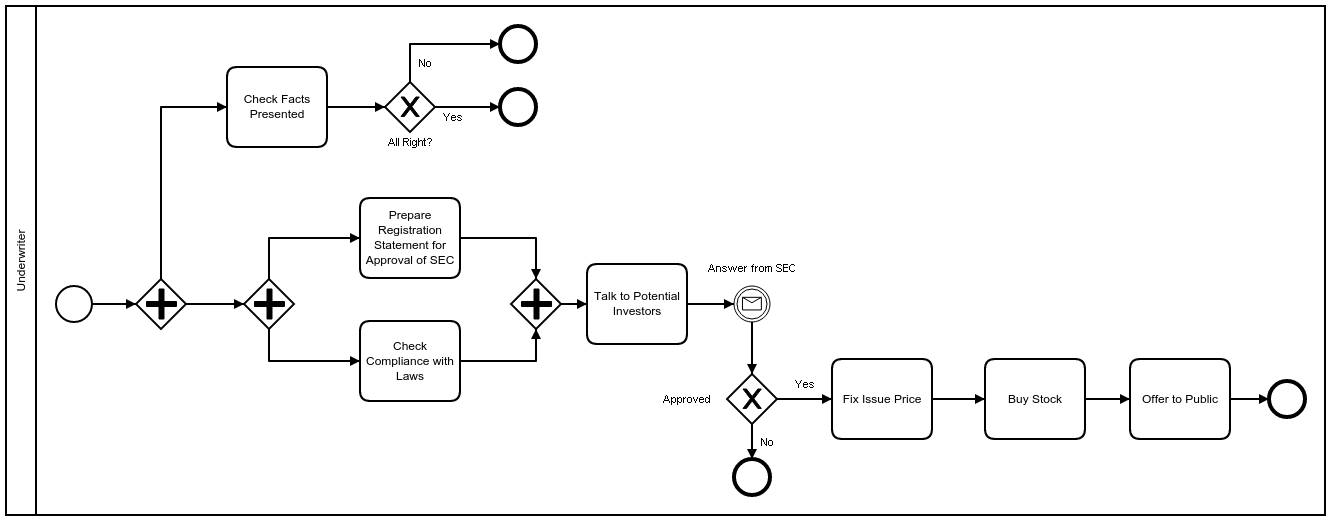 Underwriter
No
Check Facts
Presented
Yes
All Right?
Prepare
Registration
Statement for
Approval of SEC
Check
Compliance with
Laws
Talk to Potential
Investors
Answer from SEC
Approved
Yes
No
Fix Issue Price
Buy Stock
Offer to Public